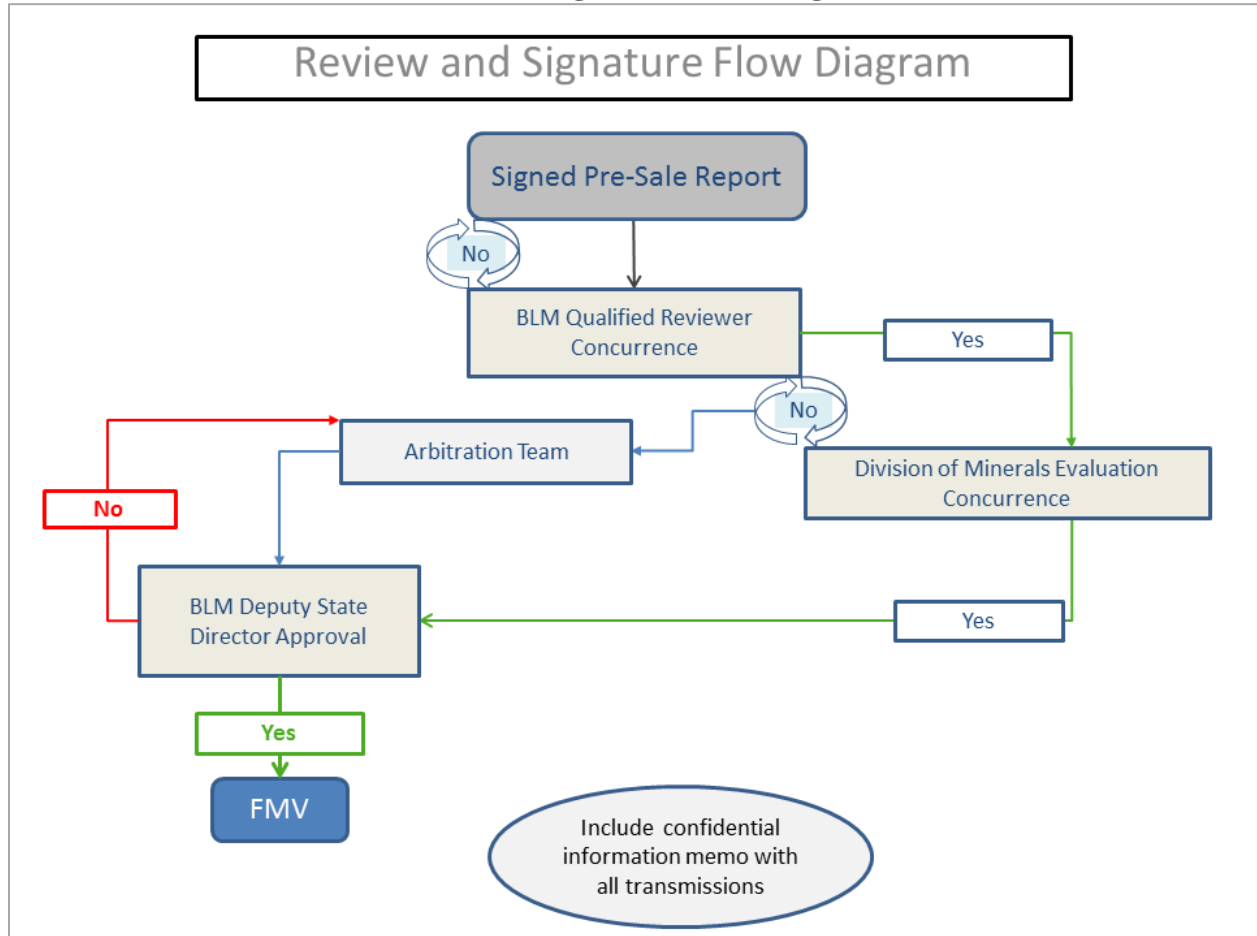 Review and Signature Flow Diagram
Signed Pre-Sale Report
No
BLM Qualified Reviewer
Concurrence
Yes
No
Arbitration Team
Division of Minerals Evaluation
Concurrence
No
BLM Deputy State
Director Approval
Yes
Yes
FMV
Include confidential
information memo with
all transmissions